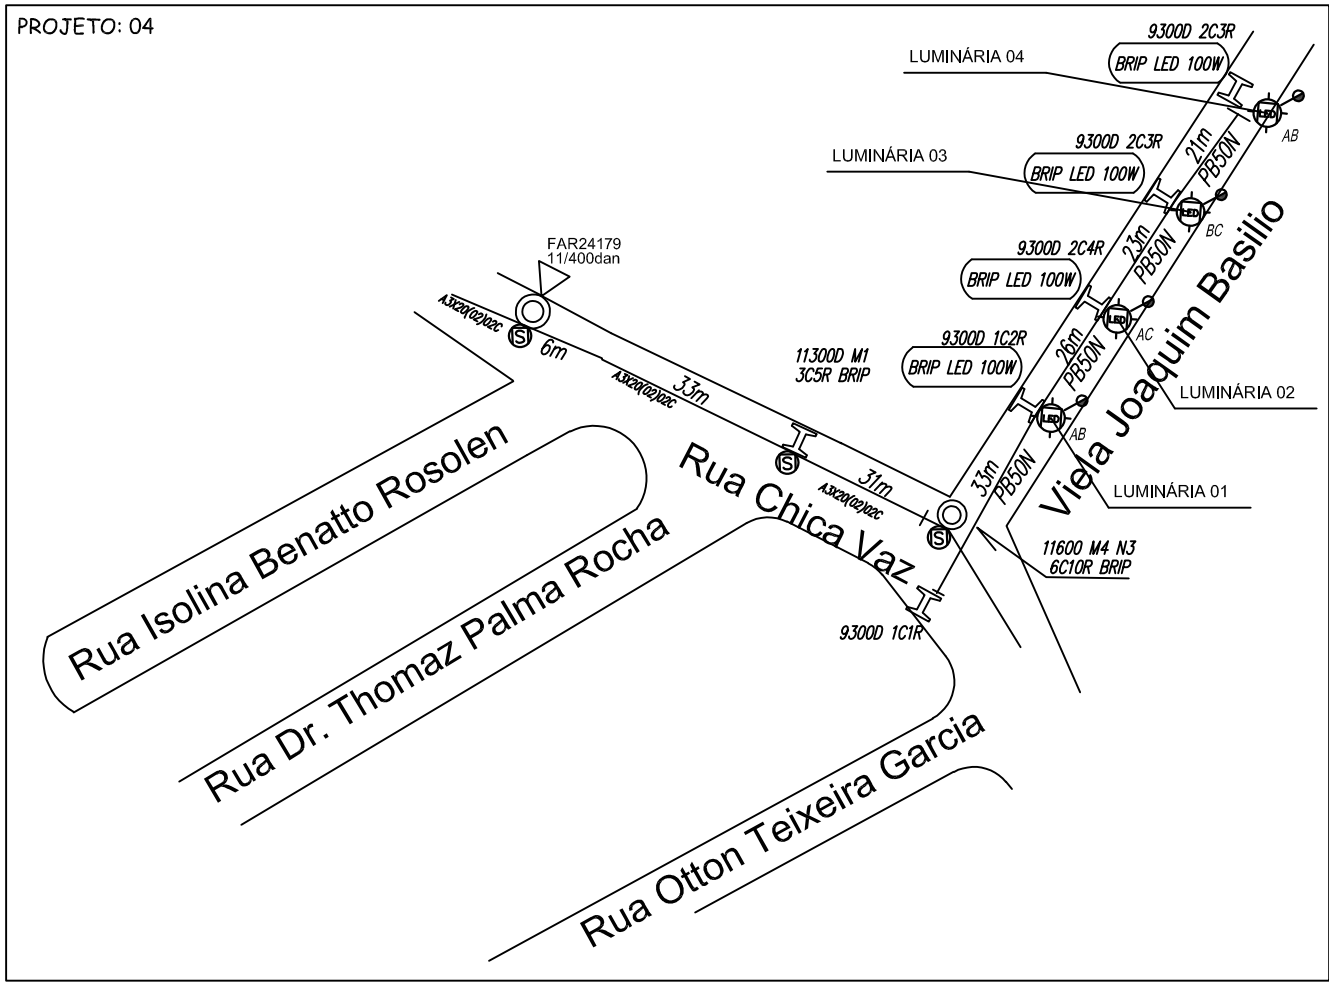 PROJETO: 04
9300D 2C3R
BRIP LED 100W
LUMINÁRIA 04
LED
AB
21m
PB50N
9300D 2C3R
BRIP LED 100W
LUMINÁRIA 03
LED
BC
23m
PB50N
9300D 2C4R
BRIP LED 100W
LED
AC
26m
PB50N
LUMINÁRIA 02
9300D 1C2R
BRIP LED 100W
LED
AB
33m
PB50N
LUMINÁRIA 01
Viela Joaquim Basilio
FAR24179
11/400dan
A3X20(02)02C
S
6m
A3X20(02)02C
33m
11300D M1
3C5R BRIP
S
31m
A3X20(02)02C
S
11600 M4 N3
6C10R BRIP
9300D 1C1R
Rua Chica Vaz
Rua Isolina Benatto Rosolen
Rua Dr. Thomaz Palma Rocha
Rua Otton Teixeira Garcia